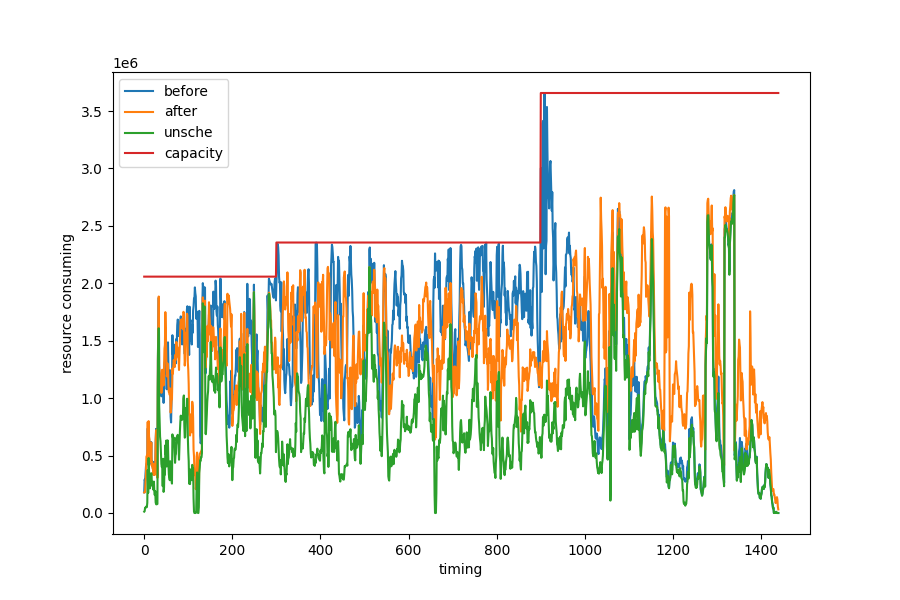 1e6
before
after
unsche
capacity
3.5
3.0
2.5
2.0
1.5
1.0
0.5
0.0
resource consuming
0 200 400 600 800 1000 1200 1400
timing